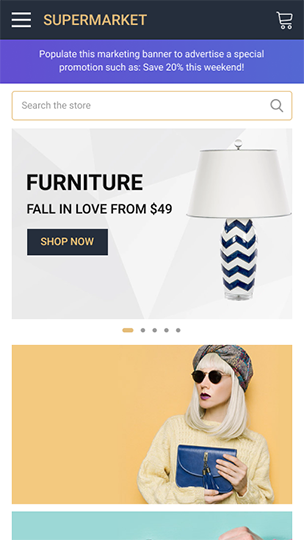 SUPERMARKET
Populate this marketing banner to advertise a special
promotion such as: Save 20% this weekend!
Search the store
FURNITURE
FALL IN LOVE FROM $49
SHOP NOW